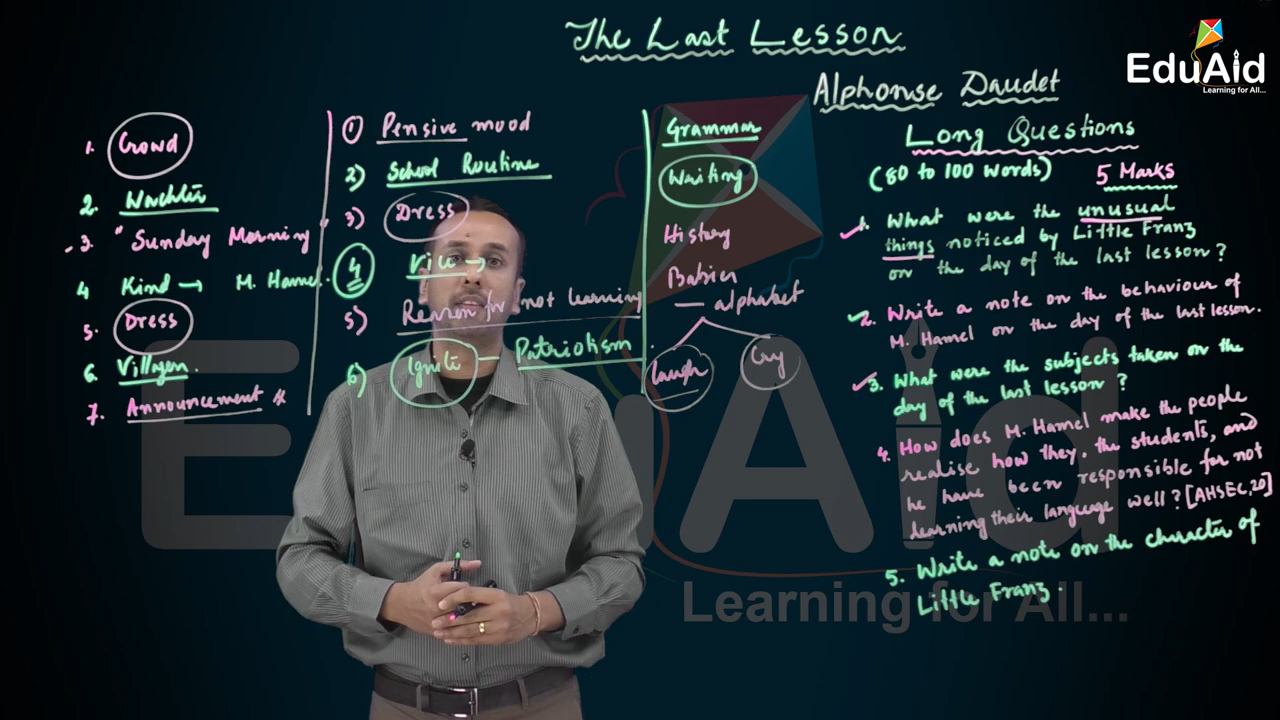 The Last Lesson
Alphonse Daudet
EduAid
Learning for All...
1. Crowd
2. Wachter
3. "Sunday Morning"
4 Kind → M. Hamel.
5. Dress
6. Villagers.
7. Announcement
1) Pensive mood
2) School Routine
3) Dress
4
5) Reason for not learning
6) Ignite - Patriotism
Grammar
Writing
History
Babies
— alphabet
laugh Cry
Long Questions
(80 to 100 words) 5 Marks
1. What were the unusual
things noticed by Little Franz
on the day of the last lesson?
2. Write a note on the behaviour of
M. Hamel on the day of the last lesson.
3. What were the subjects taken on the
day of the last lesson?
4. How does M. Hamel make the people
realise how they, the students, and
he have been responsible for not
learning their language well? [AHSEC, 20]
5. Write a note on the character of
Little Franz.
EduAid
Learning for All...